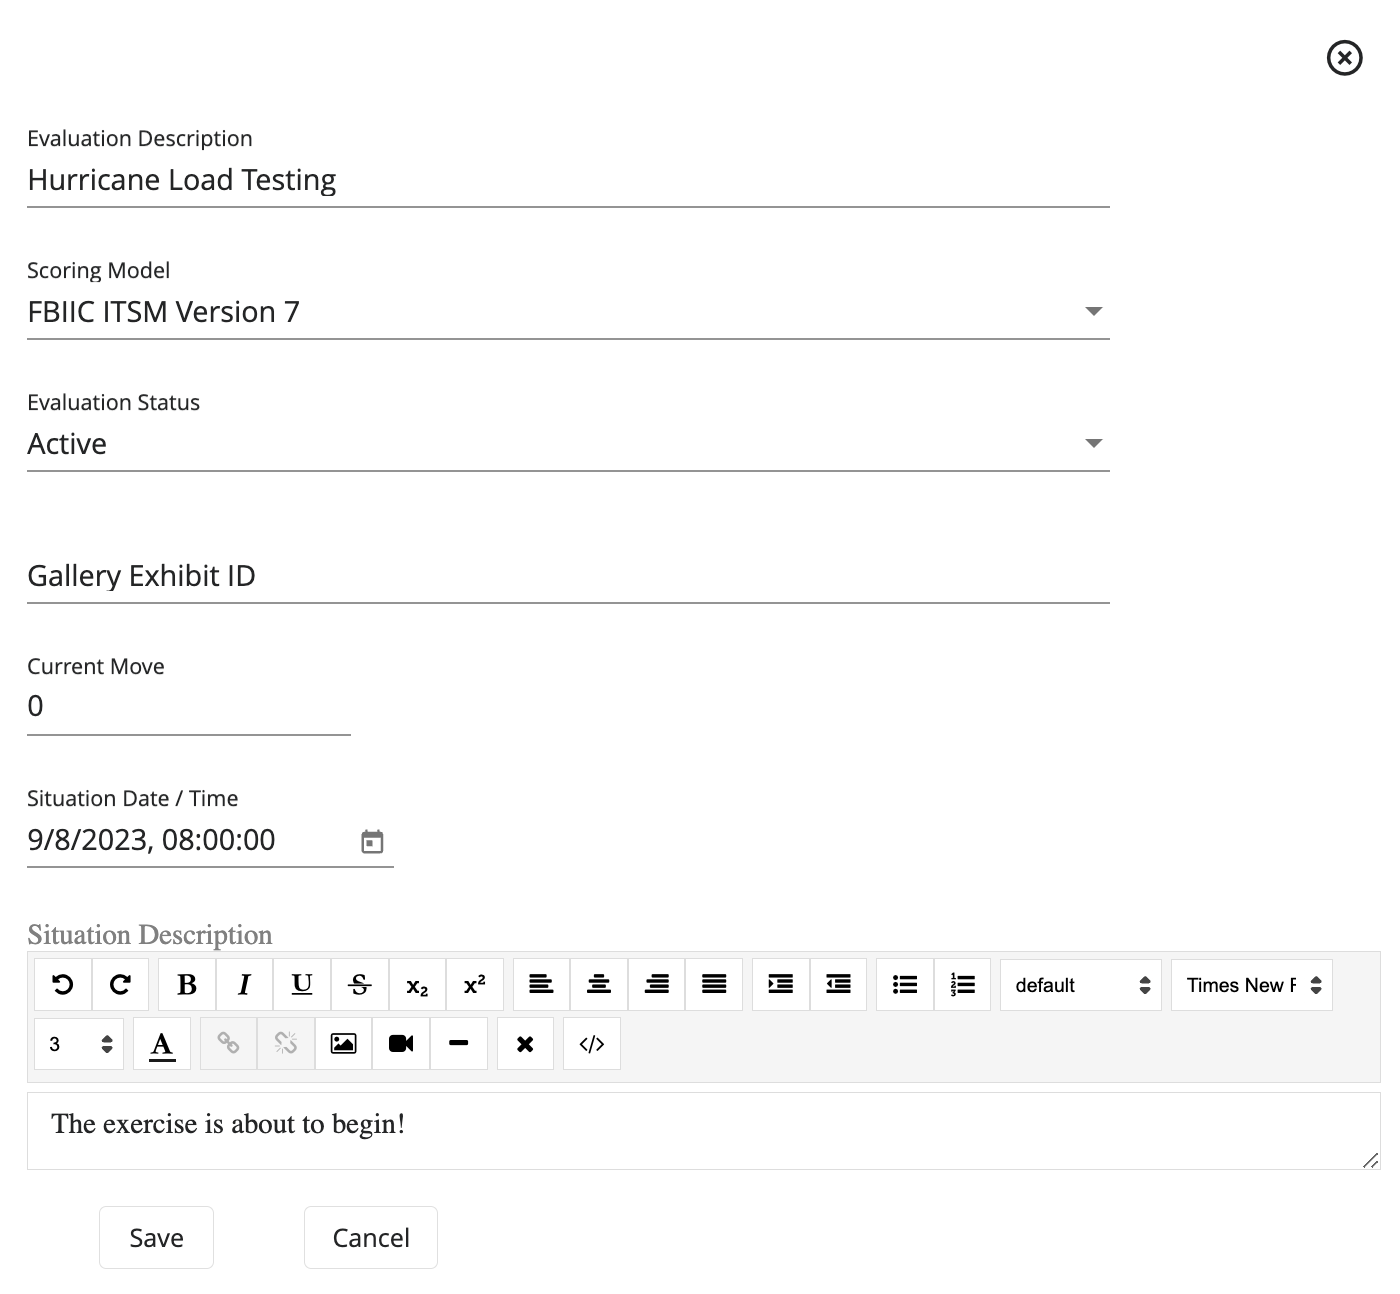 Evaluation Description
Hurricane Load Testing
Scoring Model
FBIIC ITSM Version 7
Evaluation Status
Active
Gallery Exhibit ID
Current Move
0
Situation Date / Time
9/8/2023, 08:00:00
Situation Description
B I U S x₂ x² default Times New F
3 A </>
The exercise is about to begin!
Save Cancel